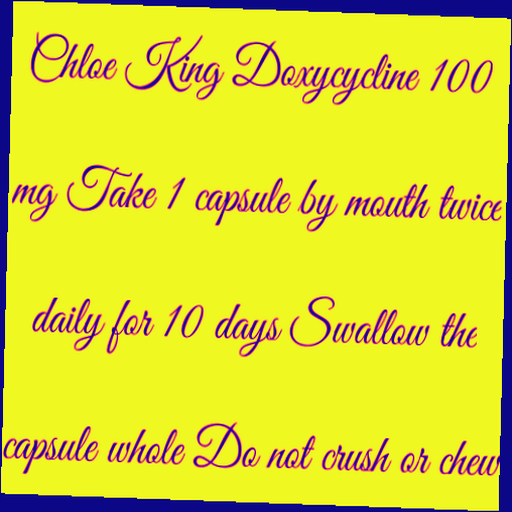 Chloe King Doxycycline 100
mg Take 1 capsule by mouth twice
daily for 10 days Swallow the
capsule whole Do not crush or chew